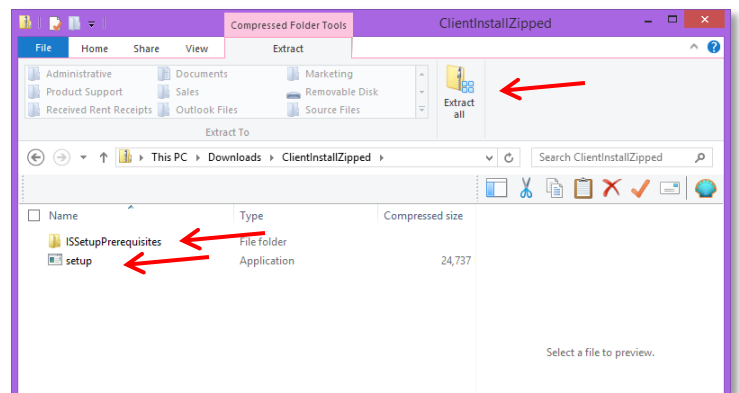 Compressed Folder Tools ClientInstallZipped
File Home Share View Extract
Administrative Documents Marketing
Product Support Sales Removable Disk
Received Rent Receipts Outlook Files Source Files
Extract all
Extract To
This PC Downloads ClientInstallZipped Search ClientInstallZipped
Name Type Compressed size
ISSetupPrerequisites File folder
setup Application 24,737
Select a file to preview.